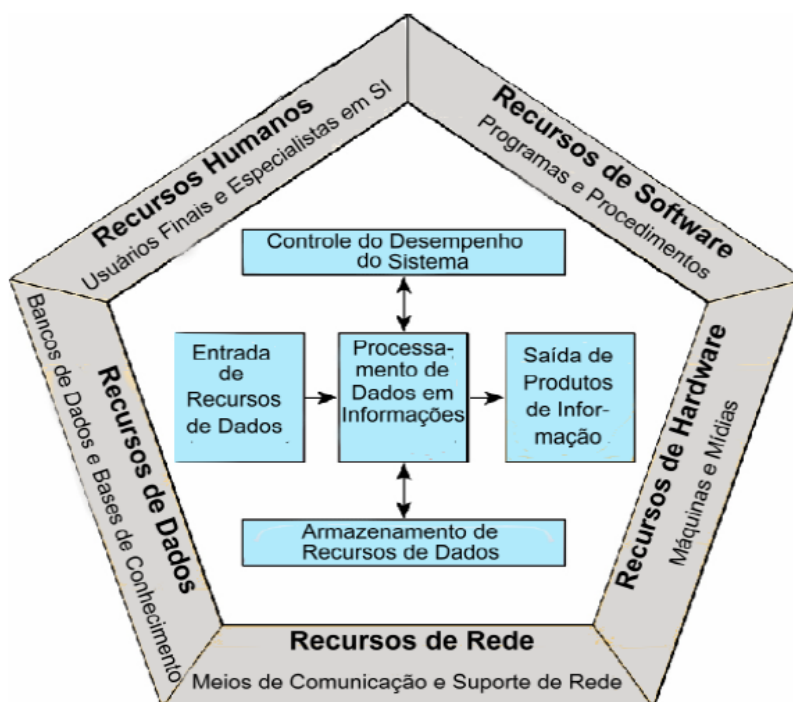 Recursos Humanos
Usuários Finais e Especialistas em SI
Recursos de Software
Programas e Procedimentos
Controle do Desempenho
do Sistema
Entrada
de
Recursos
de Dados
Processa-
mento de
Dados em
Informações
Saída de
Produtos
de Infor-
mação
Armazenamento de
Recursos de Dados
Recursos de Dados
Bancos de Dados e Bases de Conhecimento
Recursos de Hardware
Máquinas e Mídias
Recursos de Rede
Meios de Comunicação e Suporte de Rede